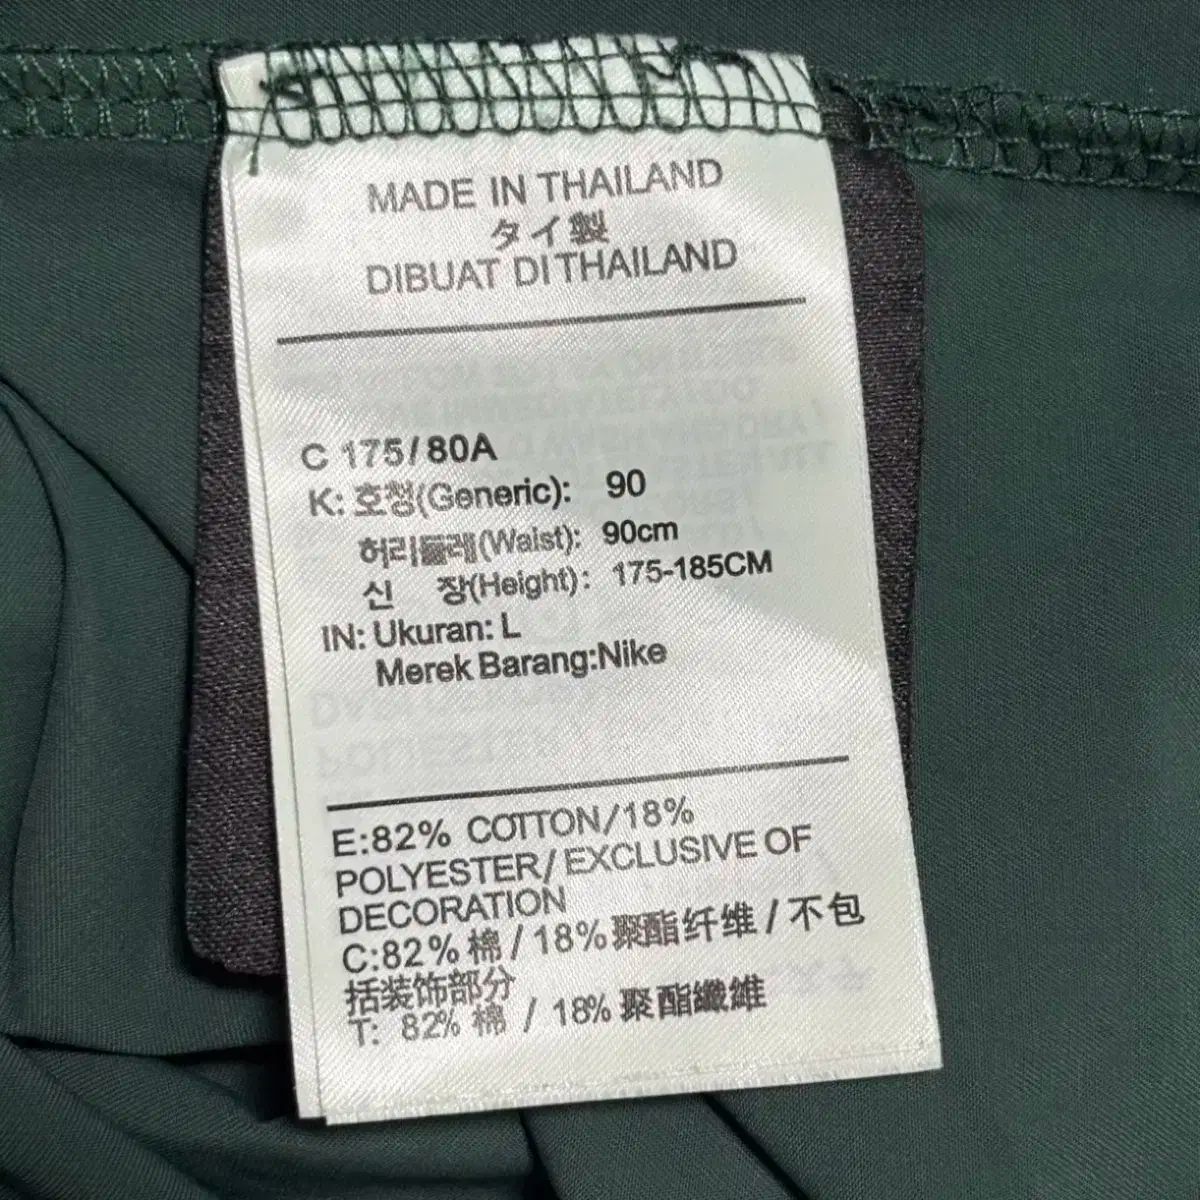 MADE IN THAILAND
タイ製
DIBUAT DI THAILAND
C 175/80A
K: 호칭(Generic): 90
허리둘레(Waist): 90cm
신 장(Height): 175-185CM
IN: Ukuran: L
Merek Barang:Nike
E:82% COTTON/18%
POLYESTER/EXCLUSIVE OF
DECORATION
C:82%棉/18%聚酯纤维/不包
括装饰部分
T: 82%棉 / 18%聚酯纖維